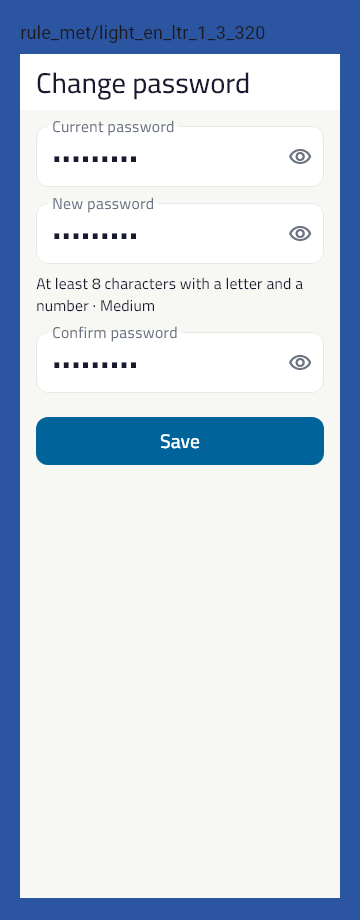 rule_met/light_en_ltr_1_3_320
Change password
Current password
▪▪▪▪▪▪▪▪▪
New password
▪▪▪▪▪▪▪▪▪
At least 8 characters with a letter and a
number · Medium
Confirm password
▪▪▪▪▪▪▪▪▪
Save